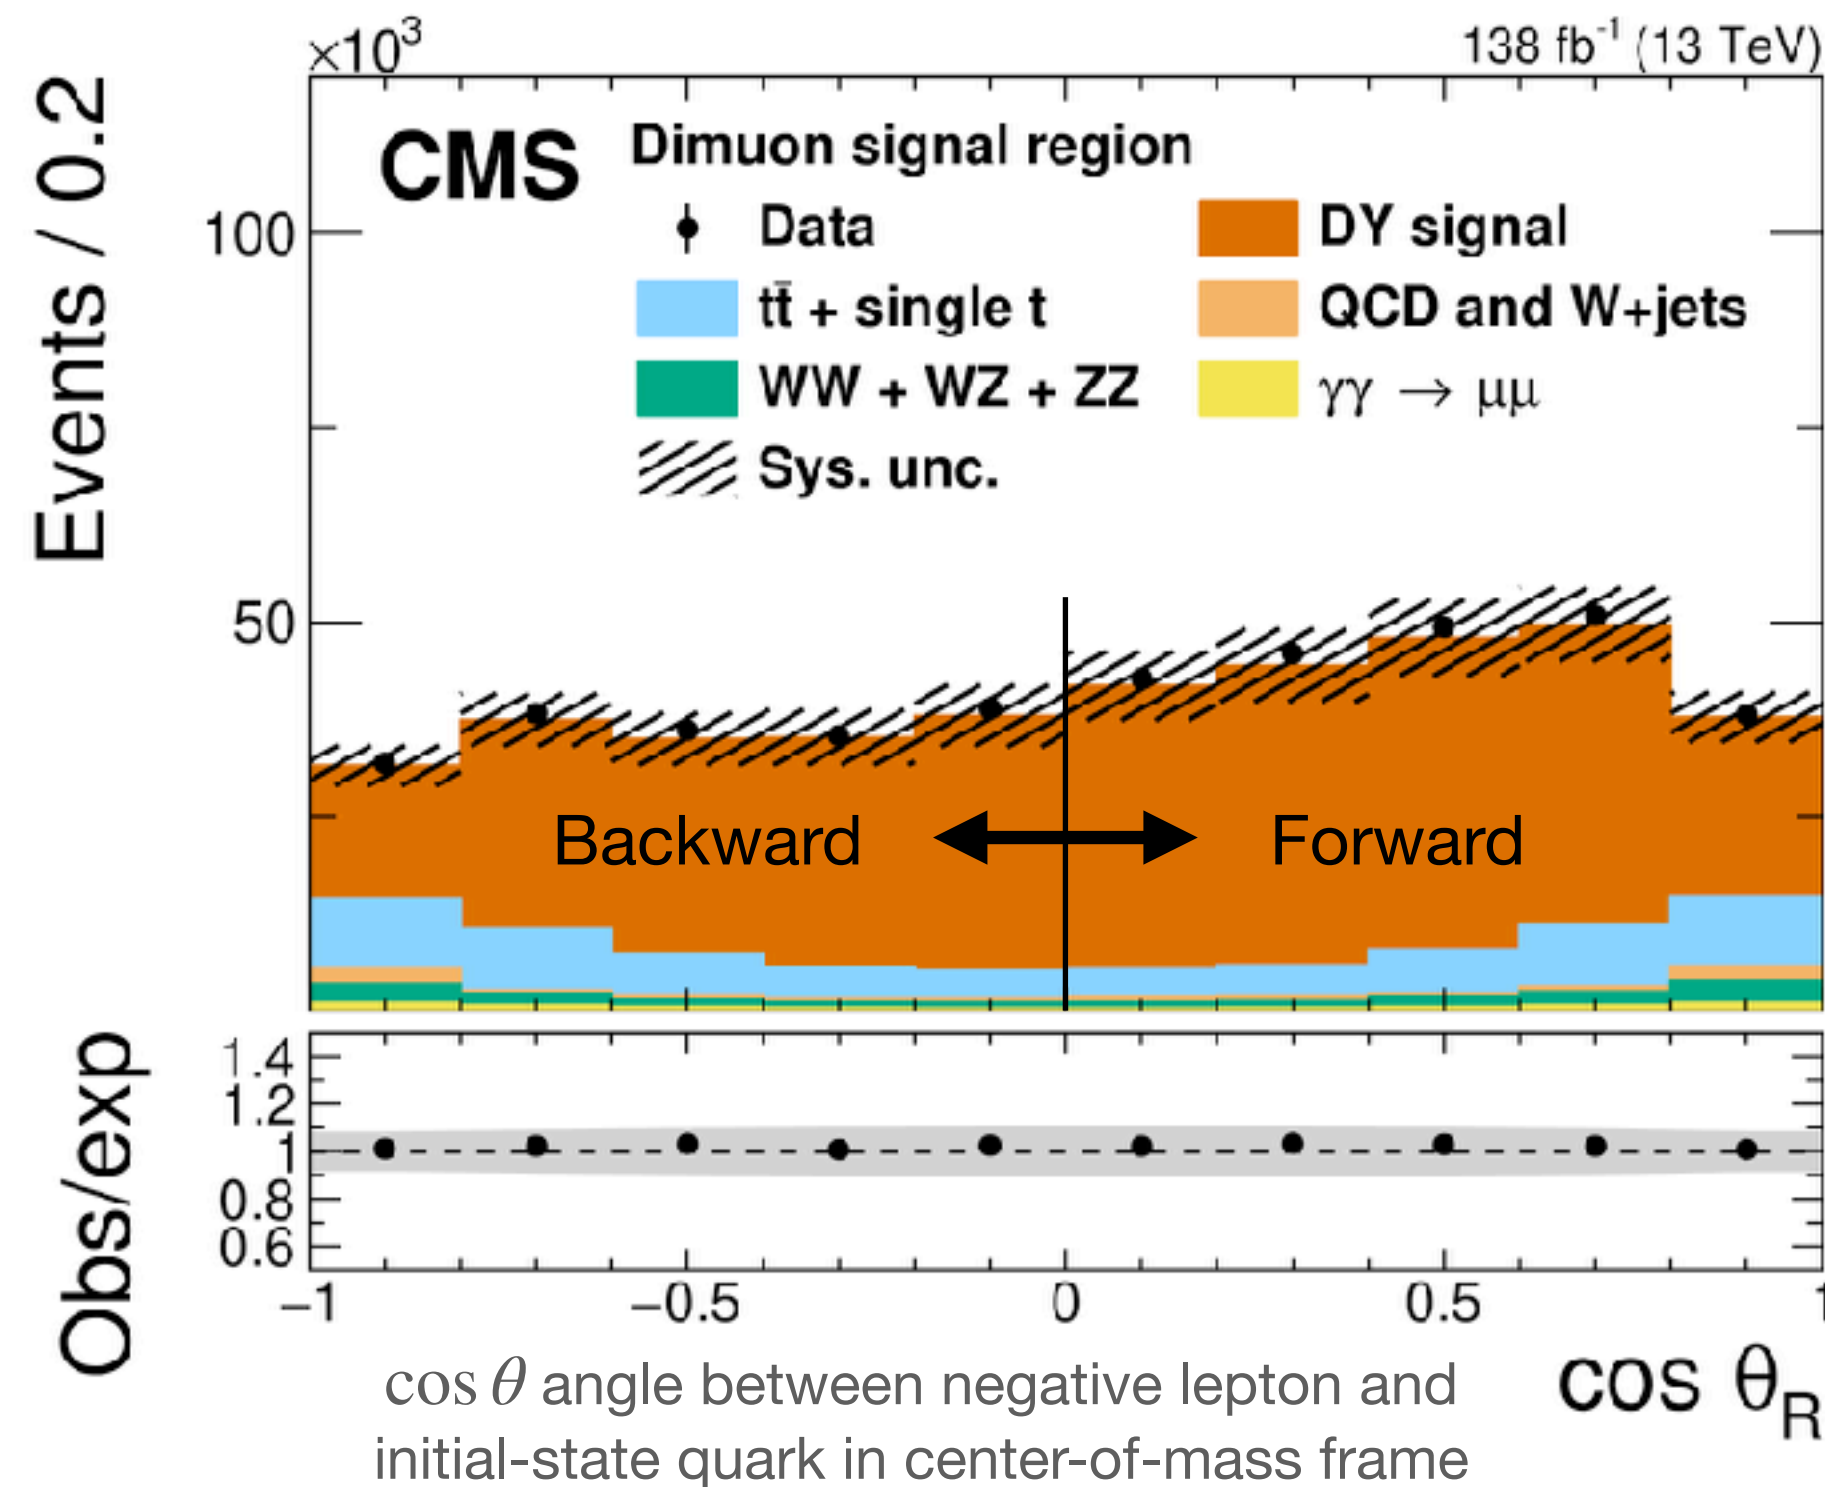 ×10³
138 fb⁻¹ (13 TeV)
Events / 0.2
CMS
Dimuon signal region
Data
DY signal
tt̄ + single t
QCD and W+jets
WW + WZ + ZZ
γγ → μμ
Sys. unc.
100
50
Backward
Forward
Obs/exp
1.4
1.2
1
0.8
0.6
−1
−0.5
0
0.5
1
cos θ_R
cos θ angle between negative lepton and
initial-state quark in center-of-mass frame